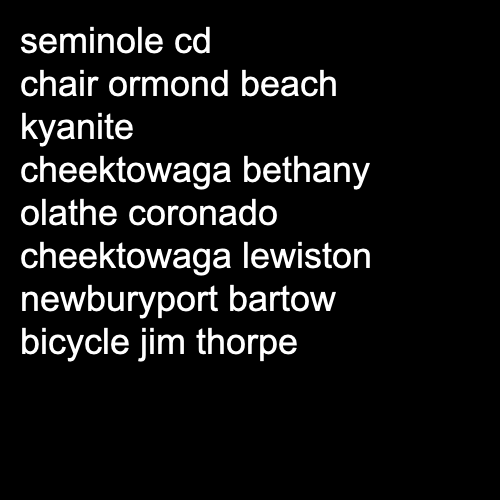 seminole cd
chair ormond beach
kyanite
cheektowaga bethany
olathe coronado
cheektowaga lewiston
newburyport bartow
bicycle jim thorpe